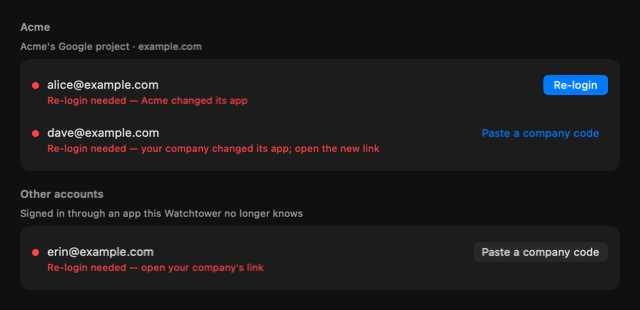 Acme
Acme's Google project · example.com
alice@example.com
Re-login
Re-login needed — Acme changed its app
dave@example.com
Paste a company code
Re-login needed — your company changed its app; open the new link
Other accounts
Signed in through an app this Watchtower no longer knows
erin@example.com
Paste a company code
Re-login needed — open your company's link